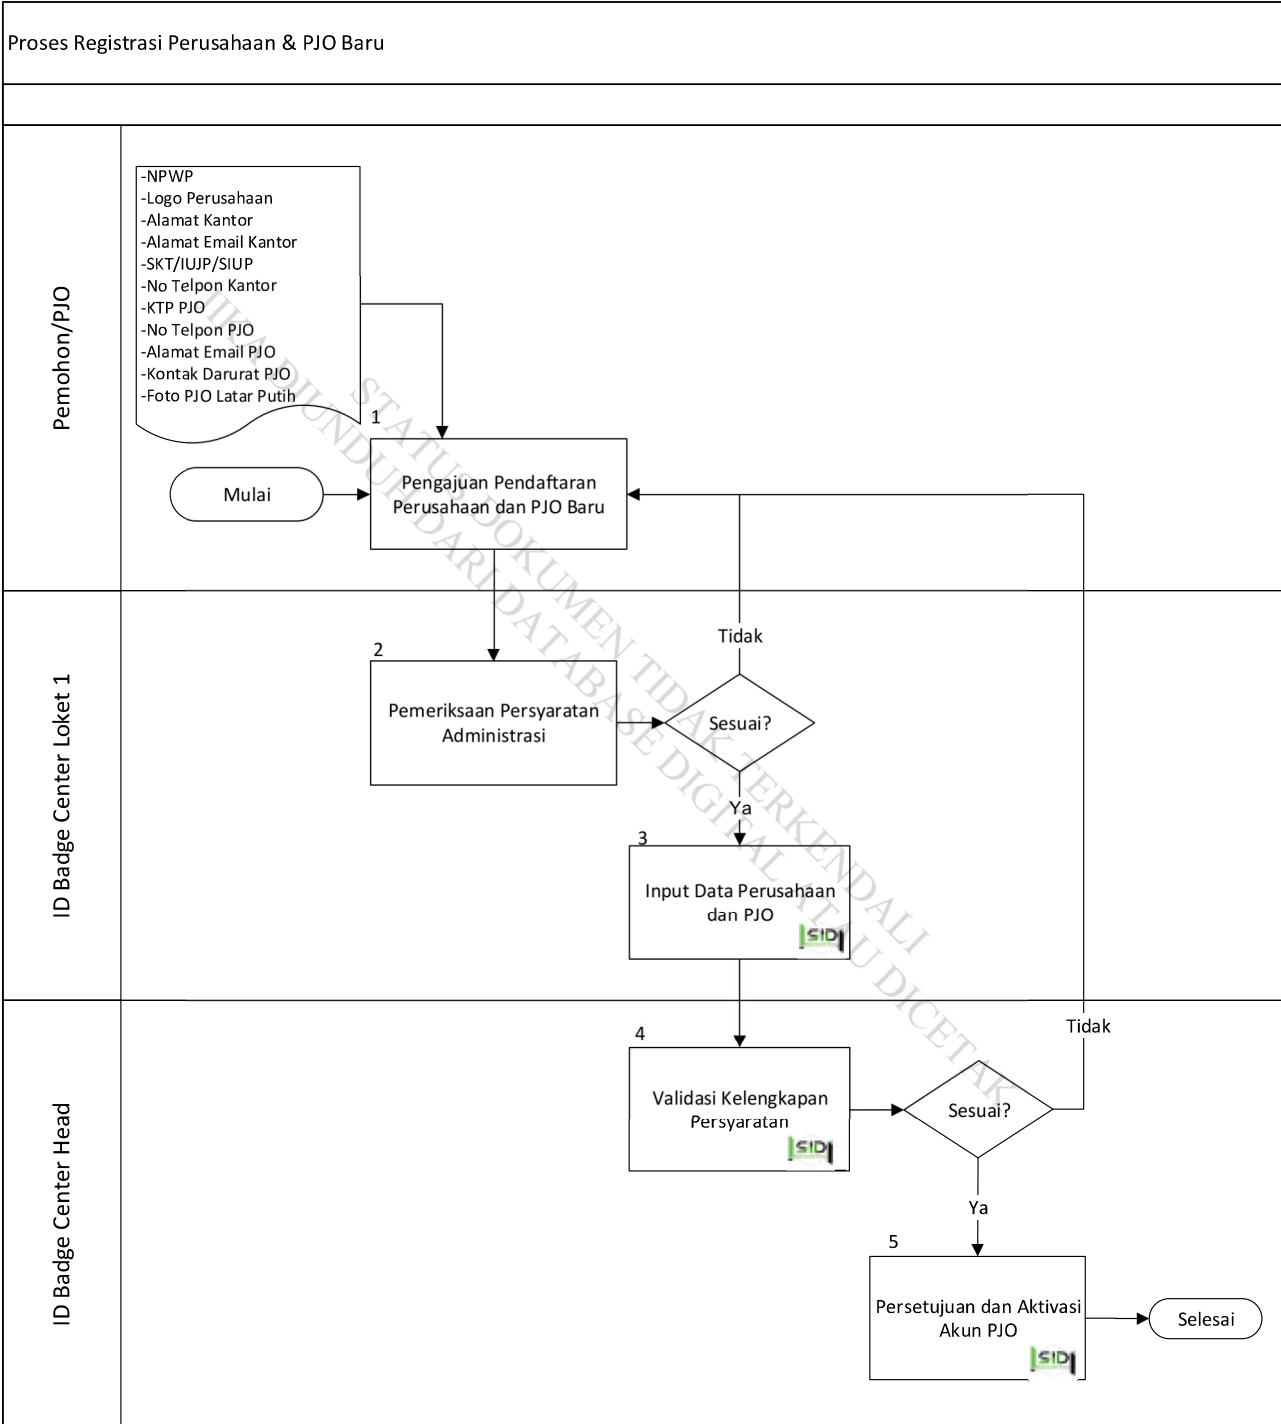 Proses Registrasi Perusahaan & PJO Baru
Pemohon/PJO
-NPWP
-Logo Perusahaan
-Alamat Kantor
-Alamat Email Kantor
-SKT/IUJP/SIUP
-No Telpon Kantor
-KTP PJO
-No Telpon PJO
-Alamat Email PJO
-Kontak Darurat PJO
-Foto PJO Latar Putih
1
Mulai
Pengajuan Pendaftaran
Perusahaan dan PJO Baru
ID Badge Center Loket 1
2
Pemeriksaan Persyaratan
Administrasi
Tidak
Sesuai?
Ya
3
Input Data Perusahaan
dan PJO
SID
ID Badge Center Head
4
Validasi Kelengkapan
Persyaratan
SID
Tidak
Sesuai?
Ya
5
Persetujuan dan Aktivasi
Akun PJO
SID
Selesai
STATUS DOKUMEN TIDAK TERKENDALI
JIKA DIUNDUH DARI DATABASE DIGITAL ATAU DICETAK